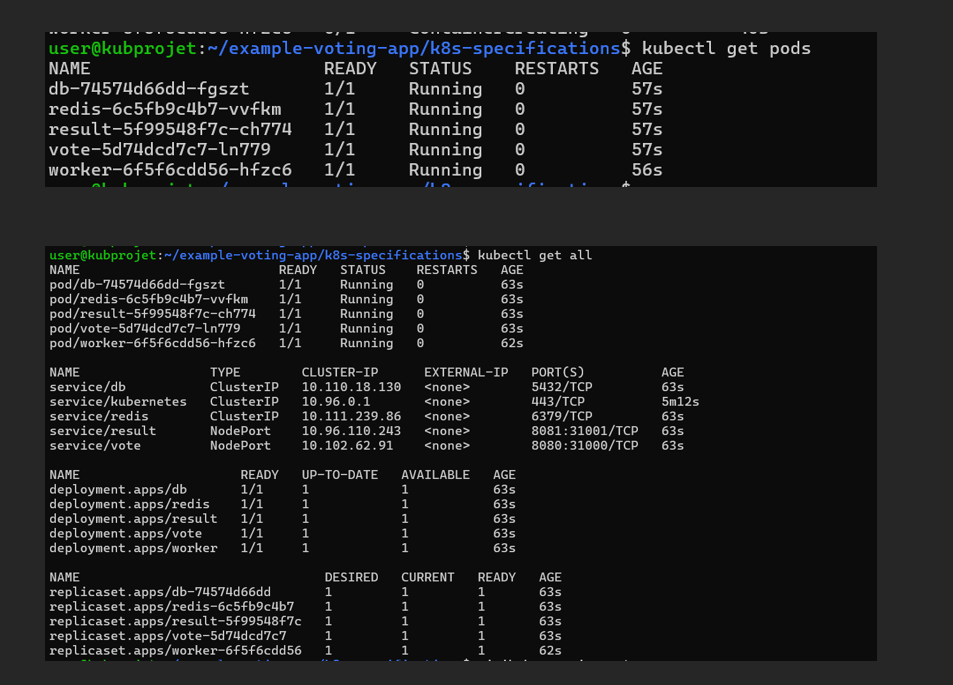 user@kubprojet:~/example-voting-app/k8s-specifications$ kubectl get pods
NAME READY STATUS RESTARTS AGE
db-74574d66dd-fgszt 1/1 Running 0 57s
redis-6c5fb9c4b7-vvfkm 1/1 Running 0 57s
result-5f99548f7c-ch774 1/1 Running 0 57s
vote-5d74dcd7c7-ln779 1/1 Running 0 57s
worker-6f5f6cdd56-hfzc6 1/1 Running 0 56s
user@kubprojet:~/example-voting-app/k8s-specifications$ kubectl get all
NAME READY STATUS RESTARTS AGE
pod/db-74574d66dd-fgszt 1/1 Running 0 63s
pod/redis-6c5fb9c4b7-vvfkm 1/1 Running 0 63s
pod/result-5f99548f7c-ch774 1/1 Running 0 63s
pod/vote-5d74dcd7c7-ln779 1/1 Running 0 63s
pod/worker-6f5f6cdd56-hfzc6 1/1 Running 0 62s
NAME TYPE CLUSTER-IP EXTERNAL-IP PORT(S) AGE
service/db ClusterIP 10.110.18.130 <none> 5432/TCP 63s
service/kubernetes ClusterIP 10.96.0.1 <none> 443/TCP 5m12s
service/redis ClusterIP 10.111.239.86 <none> 6379/TCP 63s
service/result NodePort 10.96.110.243 <none> 8081:31001/TCP 63s
service/vote NodePort 10.102.62.91 <none> 8080:31000/TCP 63s
NAME READY UP-TO-DATE AVAILABLE AGE
deployment.apps/db 1/1 1 1 63s
deployment.apps/redis 1/1 1 1 63s
deployment.apps/result 1/1 1 1 63s
deployment.apps/vote 1/1 1 1 63s
deployment.apps/worker 1/1 1 1 63s
NAME DESIRED CURRENT READY AGE
replicaset.apps/db-74574d66dd 1 1 1 63s
replicaset.apps/redis-6c5fb9c4b7 1 1 1 63s
replicaset.apps/result-5f99548f7c 1 1 1 63s
replicaset.apps/vote-5d74dcd7c7 1 1 1 63s
replicaset.apps/worker-6f5f6cdd56 1 1 1 62s